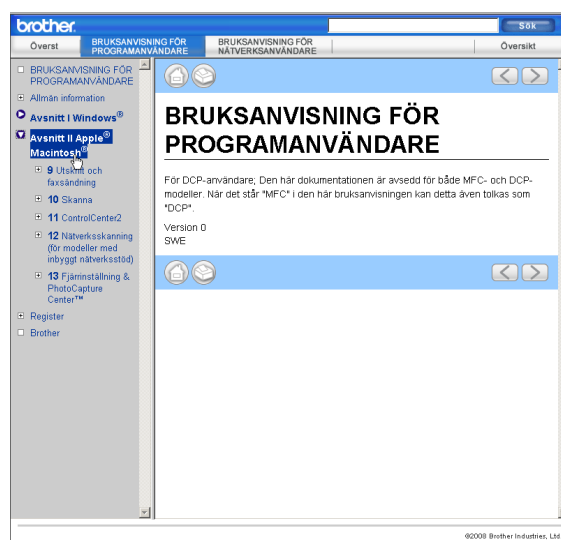 brother.
Sök
Överst
BRUKSANVISNING FÖR
PROGRAMANVÄNDARE
BRUKSANVISNING FÖR
NÄTVERKSANVÄNDARE
Översikt
BRUKSANVISNING FÖR
PROGRAMANVÄNDARE
Allmän information
Avsnitt I Windows®
Avsnitt II Apple®
Macintosh®
9 Utskrift och
faxsändning
10 Skanna
11 ControlCenter2
12 Nätverksskanning
(för modeller med
inbyggt nätverksstöd)
13 Fjärrinställning &
PhotoCapture
Center™
Register
Brother
BRUKSANVISNING FÖR
PROGRAMANVÄNDARE
För DCP-användare; Den här dokumentationen är avsedd för både MFC- och DCP-
modeller. När det står "MFC" i den här bruksanvisningen kan detta även tolkas som
"DCP".
Version 0
SWE
©2008 Brother Industries, Ltd